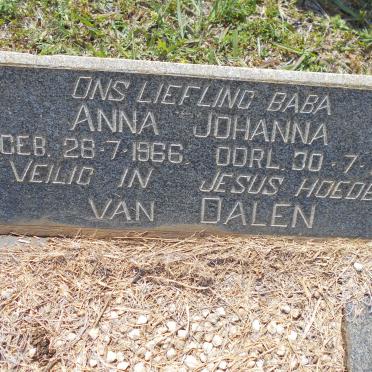 ONS LIEFLING BABA
ANNA JOHANNA
GEB. 28-7-1966 OORL. 30-7-
VEILIG IN JESUS HOEDE
VAN DALEN